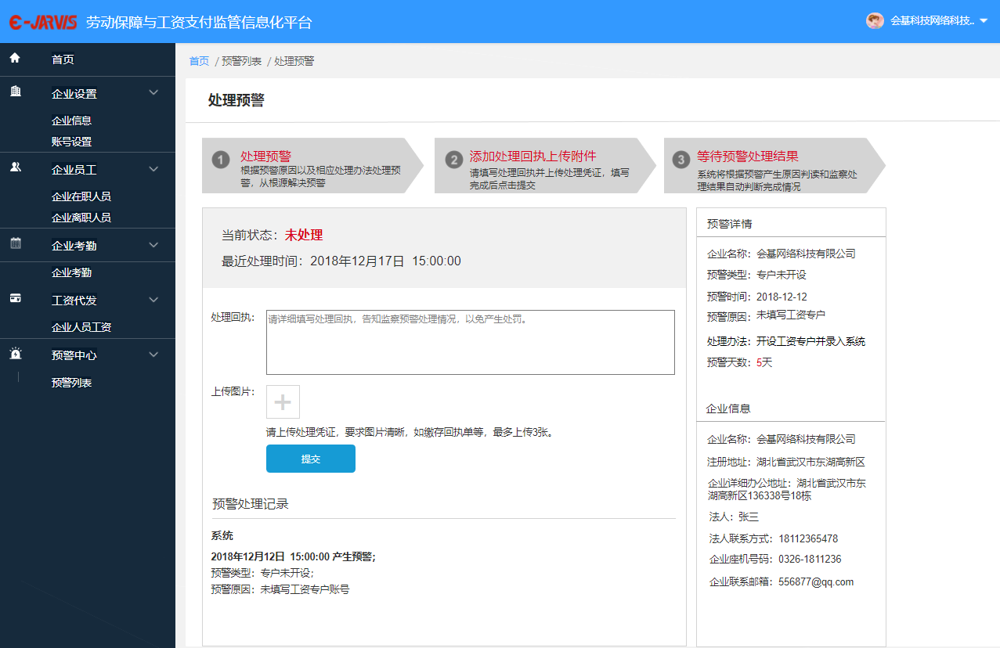 E-JARVIS 劳动保障与工资支付监管信息化平台
会基科技网络科技..
首页
企业设置
企业信息
账号设置
企业员工
企业在职人员
企业离职人员
企业考勤
企业考勤
工资代发
企业人员工资
预警中心
预警列表
首页 / 预警列表 / 处理预警
处理预警
1 处理预警
根据预警原因以及相应处理办法处理预
警，从根源解决预警
2 添加处理回执上传附件
请填写处理回执并上传处理凭证，填写
完成后点击提交
3 等待预警处理结果
系统将根据预警产生原因判读和监察处
理结果自动判断完成情况
当前状态：未处理
最近处理时间：2018年12月17日 15:00:00
处理回执：
请详细填写处理回执，告知监察预警处理情况，以免产生处罚。
上传图片：
请上传处理凭证，要求图片清晰，如缴存回执单等，最多上传3张。
提交
预警处理记录
系统
2018年12月12日 15:00:00 产生预警;
预警类型：专户未开设;
预警原因：未填写工资专户账号
预警详情
企业名称：会基网络科技有限公司
预警类型：专户未开设
预警时间：2018-12-12
预警原因：未填写工资专户
处理办法：开设工资专户并录入系统
预警天数：5天
企业信息
企业名称：会基网络科技有限公司
注册地址：湖北省武汉市东湖高新区
企业详细办公地址：湖北省武汉市东
湖高新区136338号18栋
法人：张三
法人联系方式：18112365478
企业座机号码：0326-1811236
企业联系邮箱：556877@qq.com